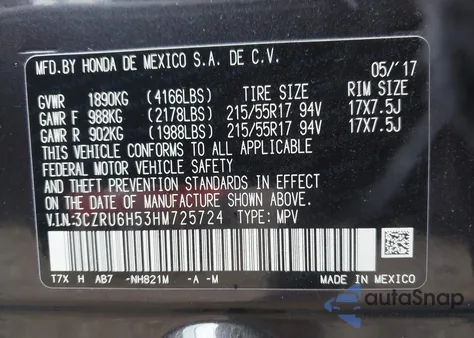 MFD.BY HONDA DE MEXICO S.A. DE C.V.
05/'17
GVWR 1890KG (4166LBS) TIRE SIZE RIM SIZE
GAWR F 988KG (2178LBS) 215/55R17 94V 17X7.5J
GAWR R 902KG (1988LBS) 215/55R17 94V 17X7.5J
THIS VEHICLE CONFORMS TO ALL APPLICABLE
FEDERAL MOTOR VEHICLE SAFETY
AND THEFT PREVENTION STANDARDS IN EFFECT
ON THE DATE OF MANUFACTURE SHOWN ABOVE.
V.I.N.:3CZRU6H53HM725724 TYPE: MPV
T7X H AB7 -NH821M -A -M MADE IN MEXICO
autoSnap